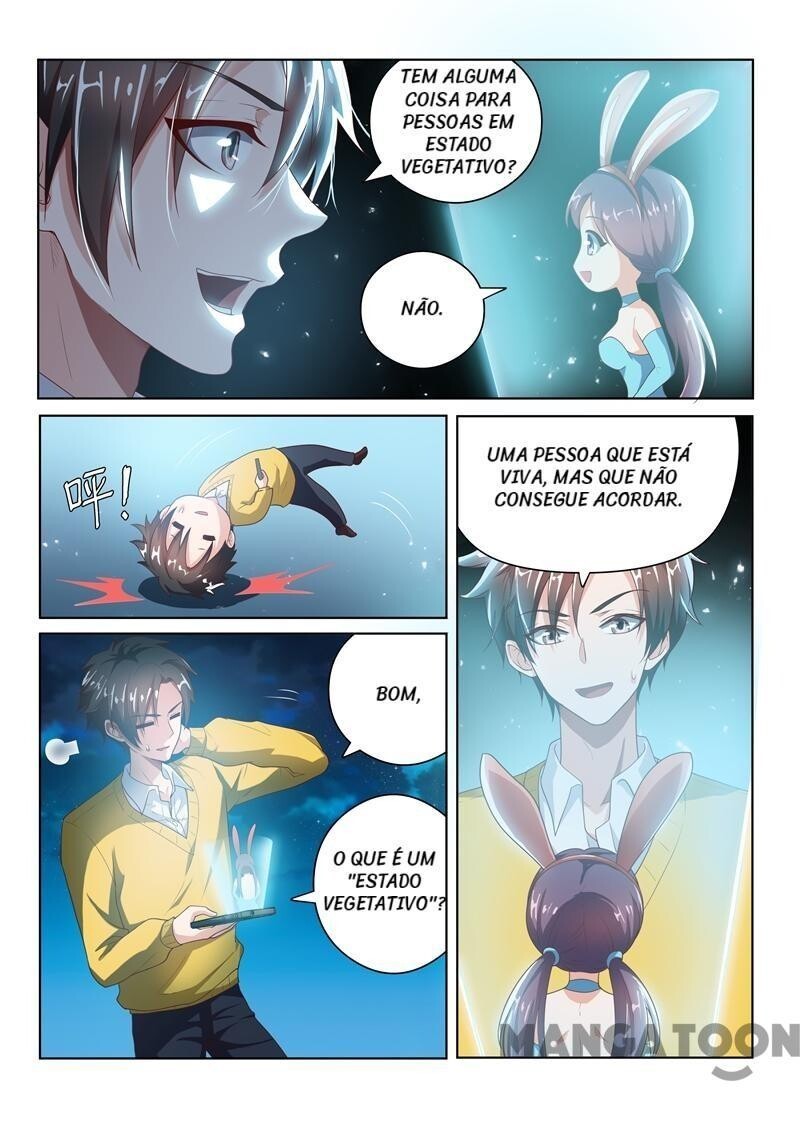 TEM ALGUMA
COISA PARA
PESSOAS EM
ESTADO
VEGETATIVO?
NÃO.
呯!
BOM,
O QUE É UM
"ESTADO
VEGETATIVO"?
UMA PESSOA QUE ESTÁ
VIVA, MAS QUE NÃO
CONSEGUE ACORDAR.
MANGATOON